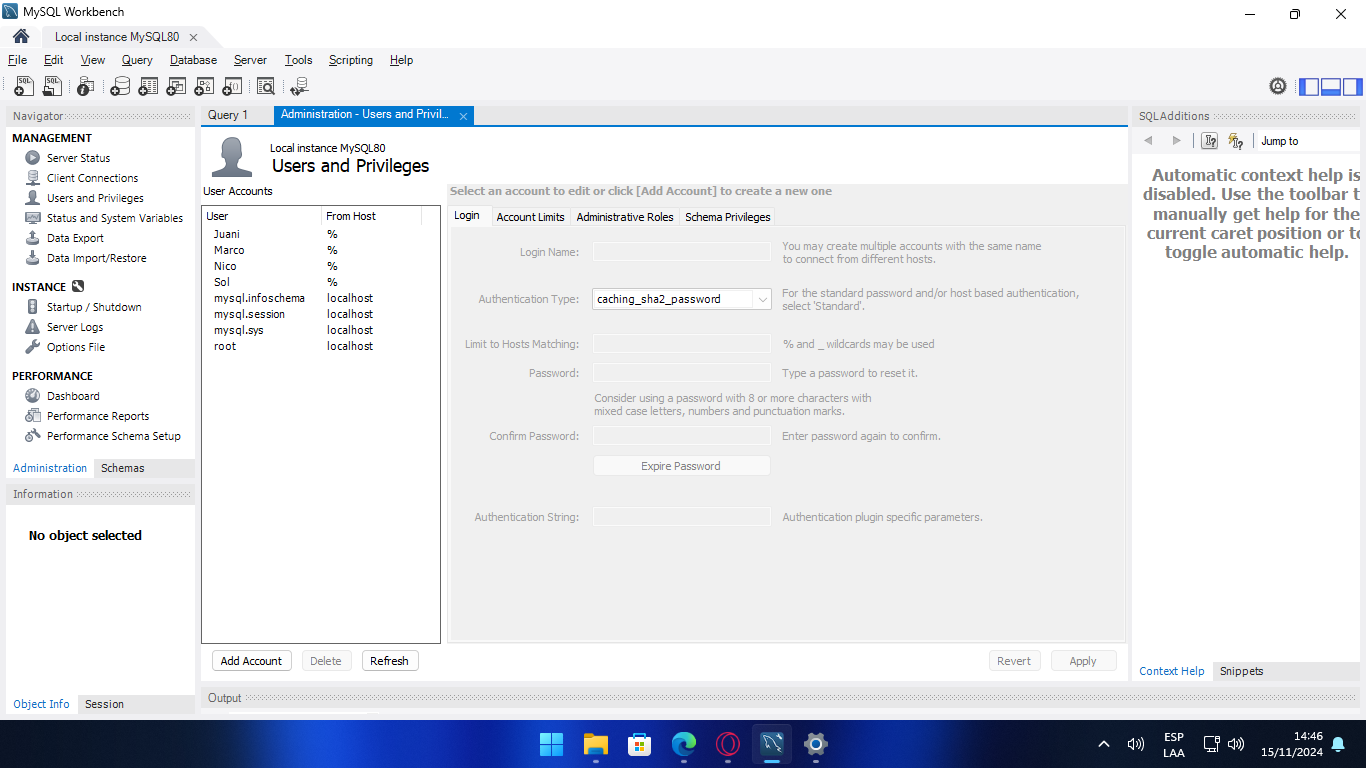 MySQL Workbench
Local instance MySQL80
File Edit View Query Database Server Tools Scripting Help
Navigator
MANAGEMENT
Server Status
Client Connections
Users and Privileges
Status and System Variables
Data Export
Data Import/Restore
INSTANCE
Startup / Shutdown
Server Logs
Options File
PERFORMANCE
Dashboard
Performance Reports
Performance Schema Setup
Administration Schemas
Information
No object selected
Object Info Session
Query 1 Administration - Users and Privil...
Local instance MySQL80
Users and Privileges
User Accounts
User From Host
Juani %
Marco %
Nico %
Sol %
mysql.infoschema localhost
mysql.session localhost
mysql.sys localhost
root localhost
Add Account Delete Refresh
Select an account to edit or click [Add Account] to create a new one
Login Account Limits Administrative Roles Schema Privileges
Login Name: You may create multiple accounts with the same name
to connect from different hosts.
Authentication Type: caching_sha2_password For the standard password and/or host based authentication,
select 'Standard'.
Limit to Hosts Matching: % and _ wildcards may be used
Password: Type a password to reset it.
Consider using a password with 8 or more characters with
mixed case letters, numbers and punctuation marks.
Confirm Password: Enter password again to confirm.
Expire Password
Authentication String: Authentication plugin specific parameters.
Revert Apply
Output
SQLAdditions
Jump to
Automatic context help is
disabled. Use the toolbar t
manually get help for the
current caret position or to
toggle automatic help.
Context Help Snippets
ESP
LAA
14:46
15/11/2024